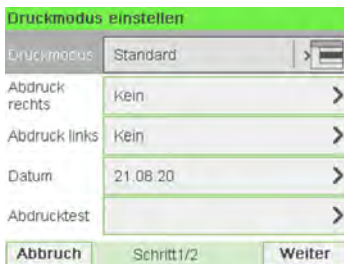 Druckmodus einstellen
Druckmodus Standard
Abdruck rechts Kein
Abdruck links Kein
Datum 21.08.20
Abdrucktest
Abbruch Schritt1/2 Weiter